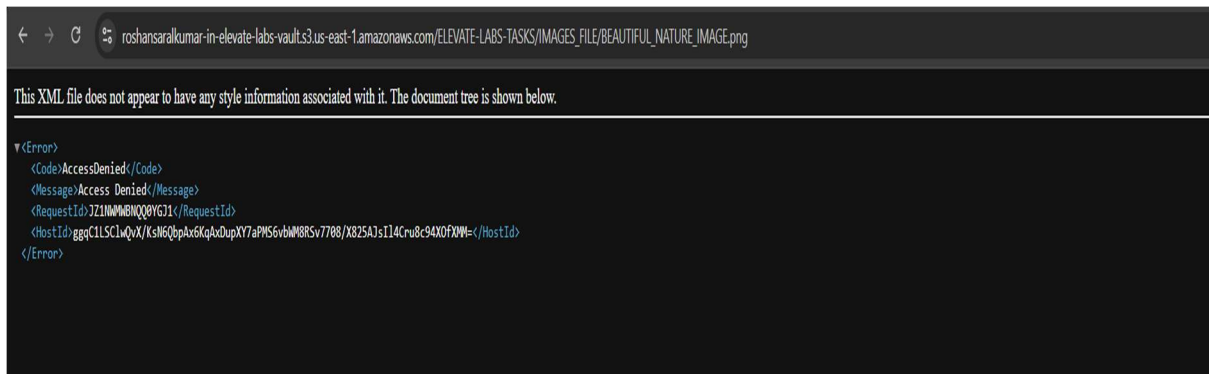 roshansaralkumar-in-elevate-labs-vault.s3.us-east-1.amazonaws.com/ELEVATE-LABS-TASKS/IMAGES_FILE/BEAUTIFUL_NATURE_IMAGE.png
This XML file does not appear to have any style information associated with it. The document tree is shown below.
▼<Error>
<Code>AccessDenied</Code>
<Message>Access Denied</Message>
<RequestId>JZ1NWMWBNQQ0YGJ1</RequestId>
<HostId>ggqC1LSClwQvX/KsN6QbpAx6KqAxDupXY7aPMS6vbWM8RSv7708/X825AJsIl4Cru8c94XOfXMM=</HostId>
</Error>